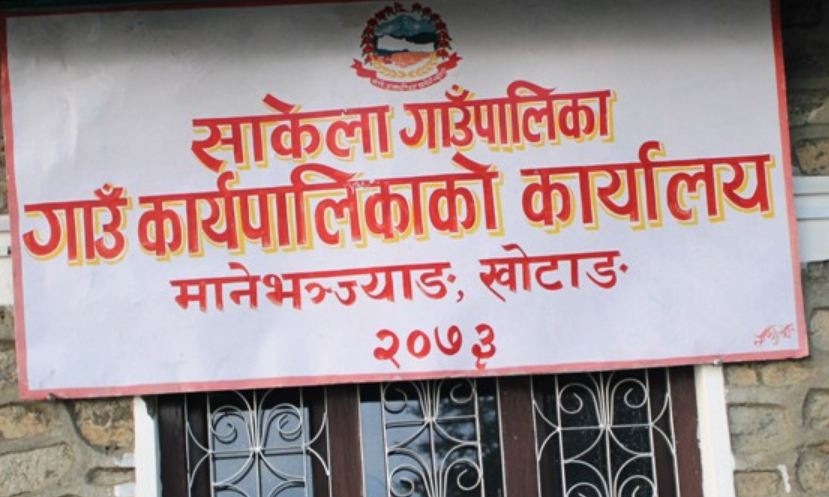 साकेला गाउँपालिका
गाउँ कार्यपालिकाको कार्यालय
मानेभञ्ज्याङ, खोटाङ
२०७३